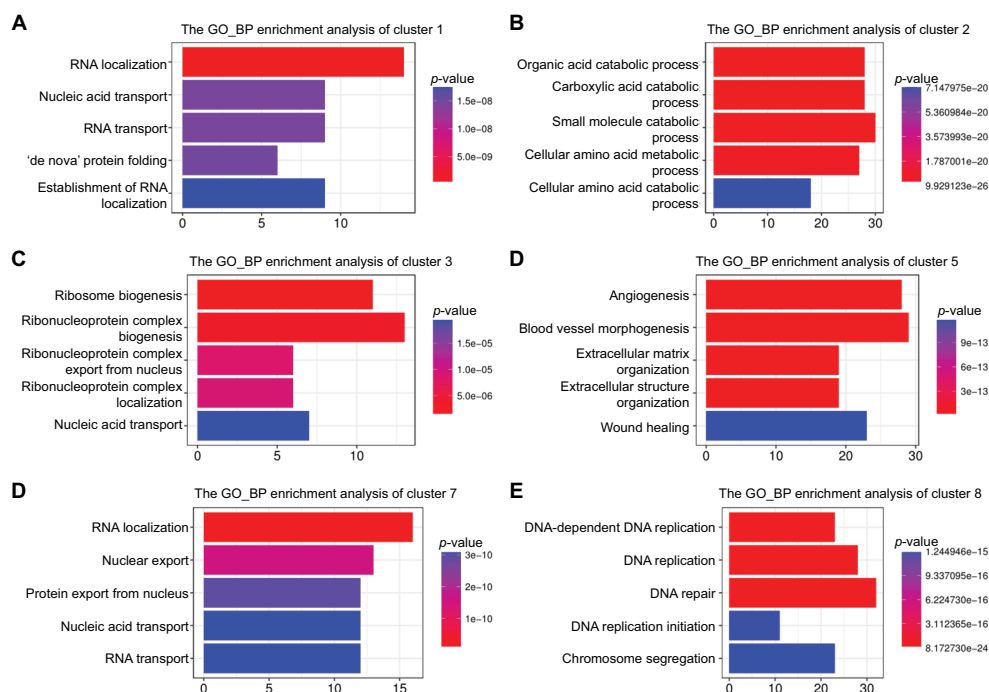 A
The GO_BP enrichment analysis of cluster 1
RNA localization
Nucleic acid transport
RNA transport
‘de nova’ protein folding
Establishment of RNA
localization
0
5
10
p-value
1.5e-08
1.0e-08
5.0e-09
B
The GO_BP enrichment analysis of cluster 2
Organic acid catabolic process
Carboxylic acid catabolic
process
Small molecule catabolic
process
Cellular amino acid metabolic
process
Cellular amino acid catabolic
process
0
10
20
30
p-value
7.147975e-20
5.360984e-20
3.573993e-20
1.787001e-20
9.929123e-26
C
The GO_BP enrichment analysis of cluster 3
Ribosome biogenesis
Ribonucleoprotein complex
biogenesis
Ribonucleoprotein complex
export from nucleus
Ribonucleoprotein complex
localization
Nucleic acid transport
0
5
10
p-value
1.5e-05
1.0e-05
5.0e-06
D
The GO_BP enrichment analysis of cluster 5
Angiogenesis
Blood vessel morphogenesis
Extracellular matrix
organization
Extracellular structure
organization
Wound healing
0
10
20
30
p-value
9e-13
6e-13
3e-13
D
The GO_BP enrichment analysis of cluster 7
RNA localization
Nuclear export
Protein export from nucleus
Nucleic acid transport
RNA transport
0
5
10
15
p-value
3e-10
2e-10
1e-10
E
The GO_BP enrichment analysis of cluster 8
DNA-dependent DNA replication
DNA replication
DNA repair
DNA replication initiation
Chromosome segregation
0
10
20
30
p-value
1.244946e-15
9.337095e-16
6.224730e-16
3.112365e-16
8.172730e-24